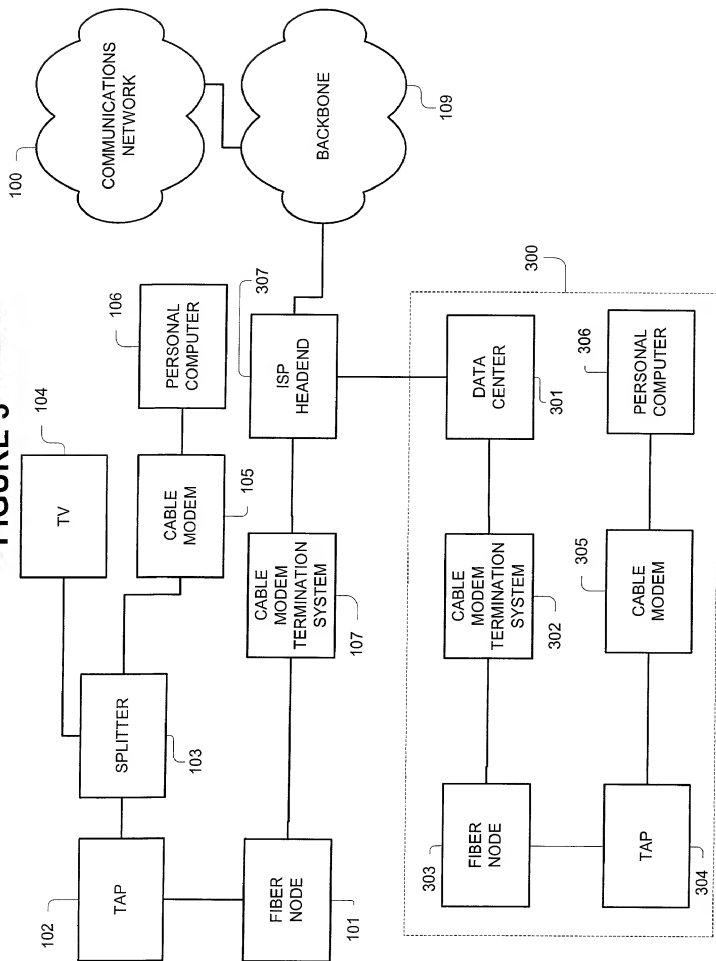 FIGURE
100
COMMUNICATIONS
NETWORK
BACKBONE
109
104
TV
106
PERSONAL
COMPUTER
CABLE
MODEM
105
SPLITTER
103
TAP
102
FIBER
NODE
101
CABLE
MODEM
TERMINATION
SYSTEM
107
307
ISP
HEADEND
300
DATA
CENTER
301
CABLE
MODEM
TERMINATION
SYSTEM
302
FIBER
NODE
303
TAP
304
CABLE
MODEM
305
PERSONAL
COMPUTER
306